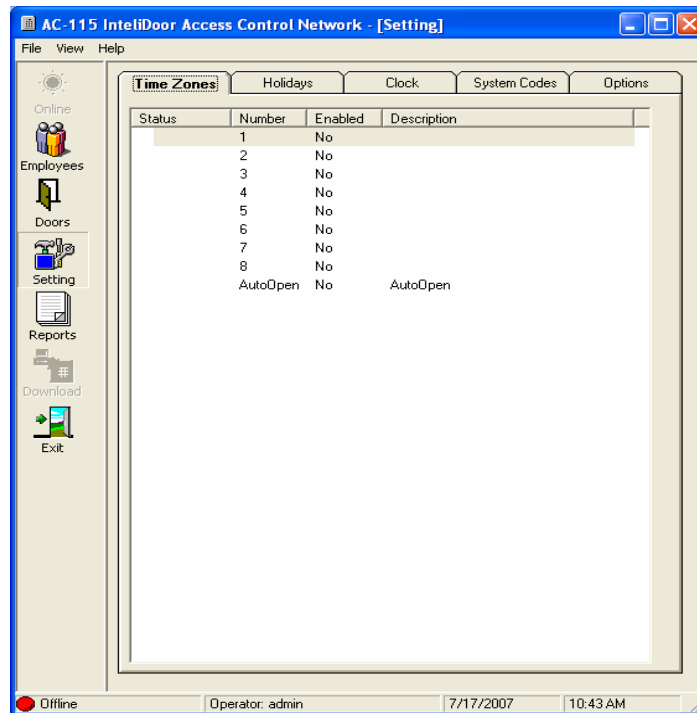 AC-115 InteliDoor Access Control Network - [Setting]
File View Help
Online
Employees
Doors
Setting
Reports
Download
Exit
Time Zones Holidays Clock System Codes Options
Status Number Enabled Description
1 No
2 No
3 No
4 No
5 No
6 No
7 No
8 No
AutoOpen No AutoOpen
Offline Operator: admin 7/17/2007 10:43 AM